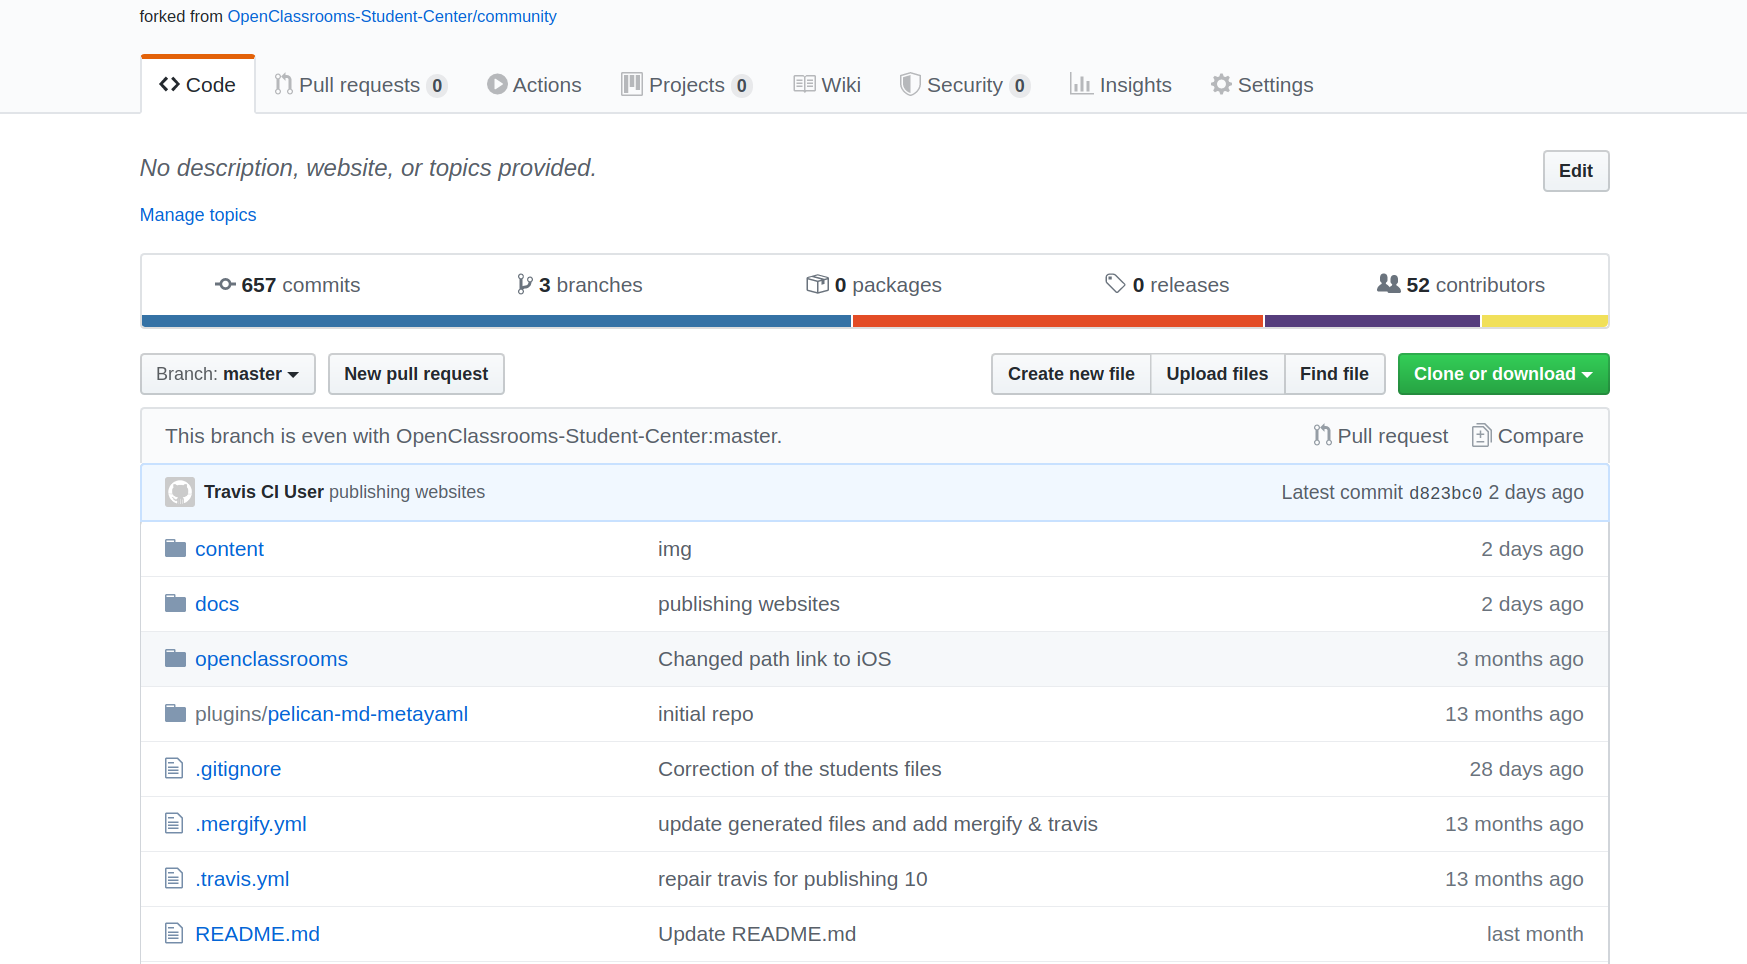 forked from OpenClassrooms-Student-Center/community
Code Pull requests 0 Actions Projects 0 Wiki Security 0 Insights Settings
No description, website, or topics provided. Edit
Manage topics
657 commits 3 branches 0 packages 0 releases 52 contributors
Branch: master New pull request Create new file Upload files Find file Clone or download
This branch is even with OpenClassrooms-Student-Center:master. Pull request Compare
Travis CI User publishing websites Latest commit d823bc0 2 days ago
content img 2 days ago
docs publishing websites 2 days ago
openclassrooms Changed path link to iOS 3 months ago
plugins/pelican-md-metayaml initial repo 13 months ago
.gitignore Correction of the students files 28 days ago
.mergify.yml update generated files and add mergify & travis 13 months ago
.travis.yml repair travis for publishing 10 13 months ago
README.md Update README.md last month